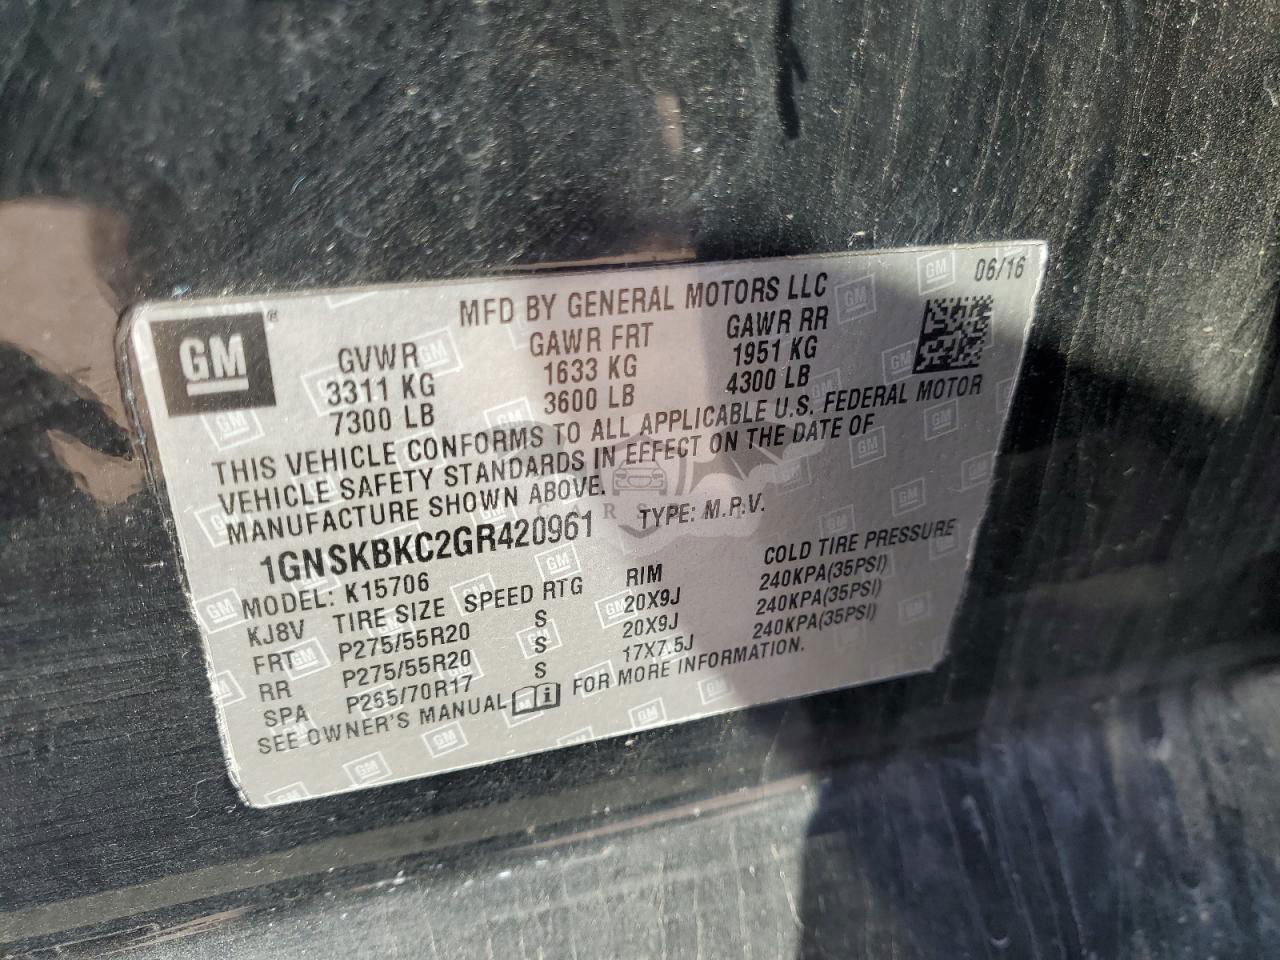 GM®
MFD BY GENERAL MOTORS LLC
06/16
GVWR GAWR FRT GAWR RR
3311 KG 1633 KG 1951 KG
7300 LB 3600 LB 4300 LB
THIS VEHICLE CONFORMS TO ALL APPLICABLE U.S. FEDERAL MOTOR
VEHICLE SAFETY STANDARDS IN EFFECT ON THE DATE OF
MANUFACTURE SHOWN ABOVE.
1GNSKBKC2GR420961 TYPE: M.P.V.
MODEL: K15706
KJ8V TIRE SIZE SPEED RTG RIM COLD TIRE PRESSURE
FRT P275/55R20 S 20X9J 240KPA(35PSI)
RR P275/55R20 S 20X9J 240KPA(35PSI)
SPA P265/70R17 S 17X7.5J 240KPA(35PSI)
SEE OWNER'S MANUAL FOR MORE INFORMATION.